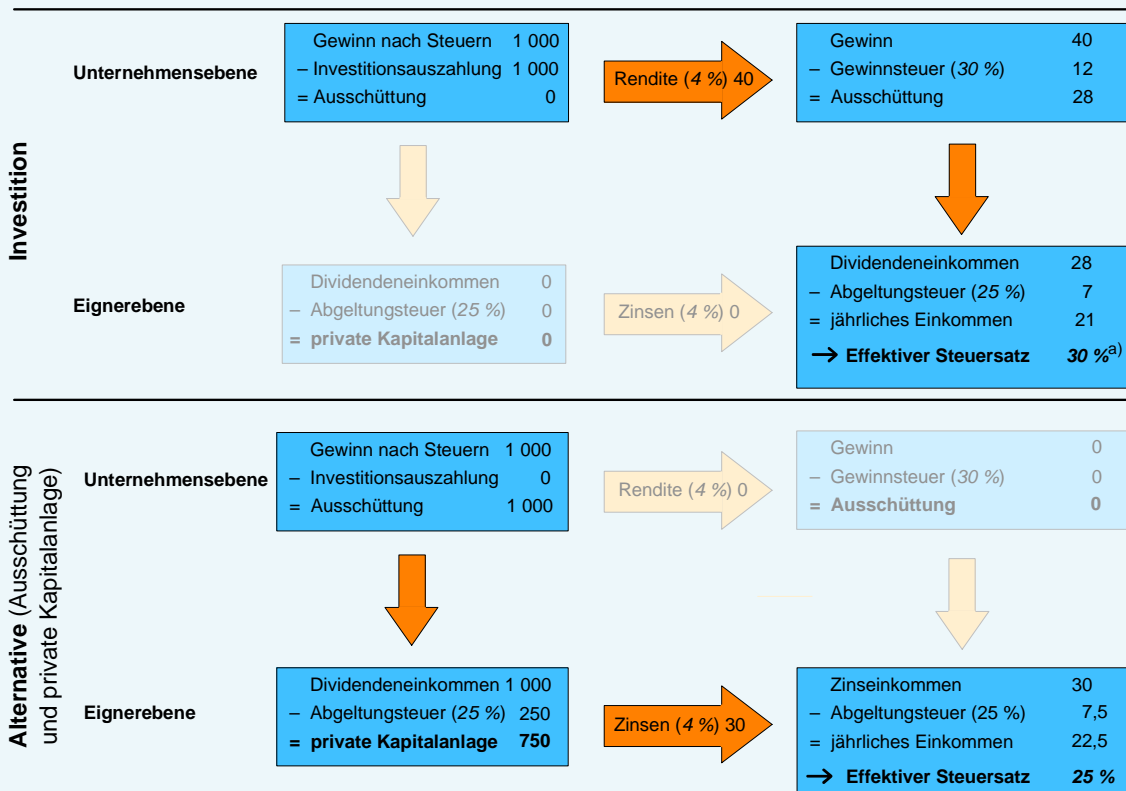 Investition
Unternehmensebene
Gewinn nach Steuern 1 000
– Investitionsauszahlung 1 000
= Ausschüttung 0
Rendite (4 %) 40
Gewinn 40
– Gewinnsteuer (30 %) 12
= Ausschüttung 28
Eignerebene
Dividendeneinkommen 0
– Abgeltungsteuer (25 %) 0
= private Kapitalanlage 0
Zinsen (4 %) 0
Dividendeneinkommen 28
– Abgeltungsteuer (25 %) 7
= jährliches Einkommen 21
→ Effektiver Steuersatz 30 %a)
Alternative (Ausschüttung
und private Kapitalanlage)
Unternehmensebene
Gewinn nach Steuern 1 000
– Investitionsauszahlung 0
= Ausschüttung 1 000
Rendite (4 %) 0
Gewinn 0
– Gewinnsteuer (30 %) 0
= Ausschüttung 0
Eignerebene
Dividendeneinkommen 1 000
– Abgeltungsteuer (25 %) 250
= private Kapitalanlage 750
Zinsen (4 %) 30
Zinseinkommen 30
– Abgeltungsteuer (25 %) 7,5
= jährliches Einkommen 22,5
→ Effektiver Steuersatz 25 %